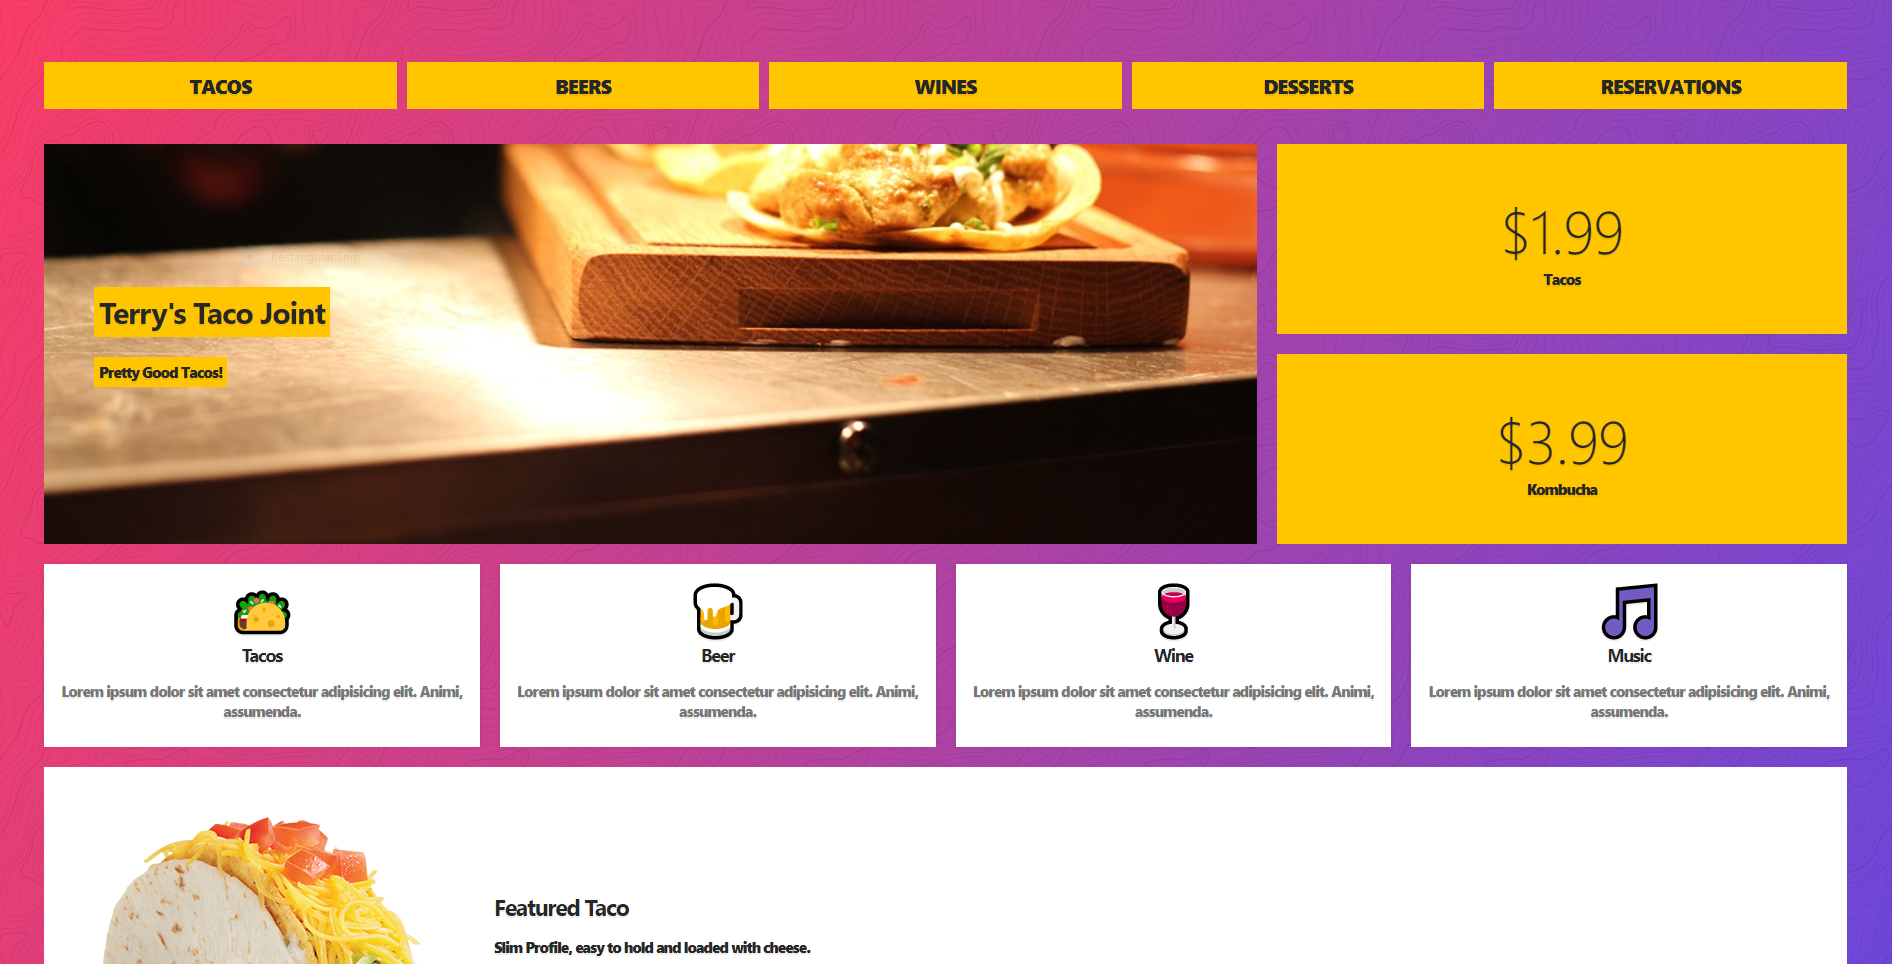 TACOS
BEERS
WINES
DESSERTS
RESERVATIONS
Rectangular Snip
Terry's Taco Joint
Pretty Good Tacos!
$1.99
Tacos
$3.99
Kombucha
Tacos
Lorem ipsum dolor sit amet consectetur adipisicing elit. Animi,
assumenda.
Beer
Lorem ipsum dolor sit amet consectetur adipisicing elit. Animi,
assumenda.
Wine
Lorem ipsum dolor sit amet consectetur adipisicing elit. Animi,
assumenda.
Music
Lorem ipsum dolor sit amet consectetur adipisicing elit. Animi,
assumenda.
Featured Taco
Slim Profile, easy to hold and loaded with cheese.